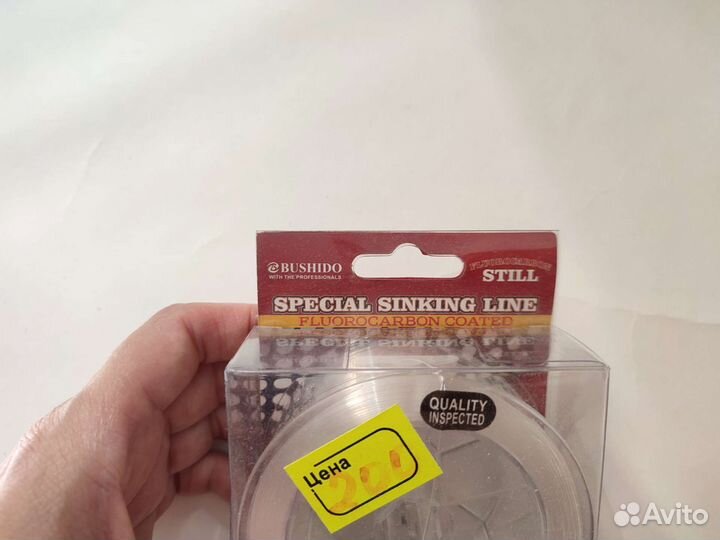 BUSHIDO
WITH THE PROFESSIONALS
FLUOROCARBON
STILL
SPECIAL SINKING LINE
FLUOROCARBON COATED
QUALITY
INSPECTED
Цена
Avito